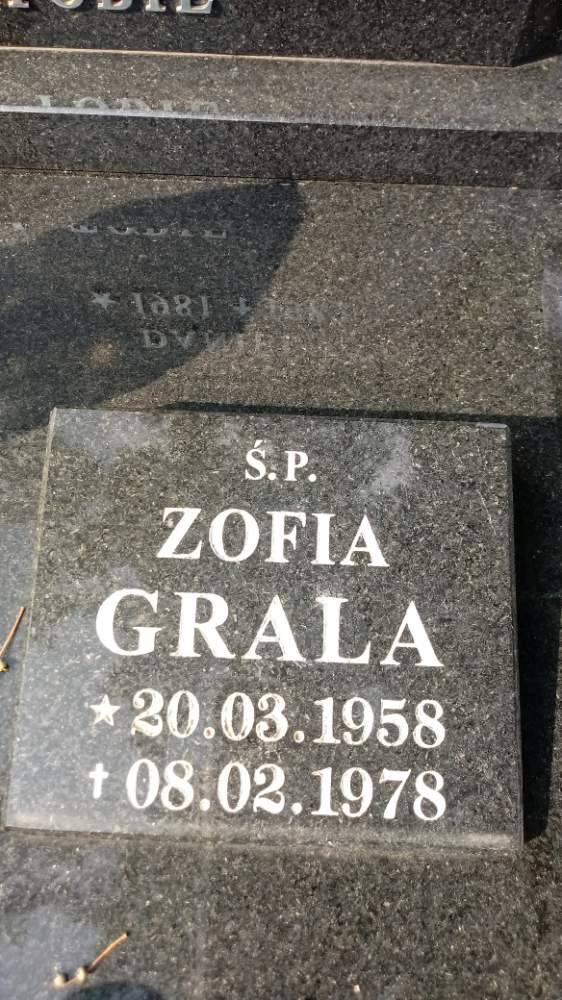 Ś.P.
ZOFIA
GRALA
★ 20.03.1958
✝ 08.02.1978